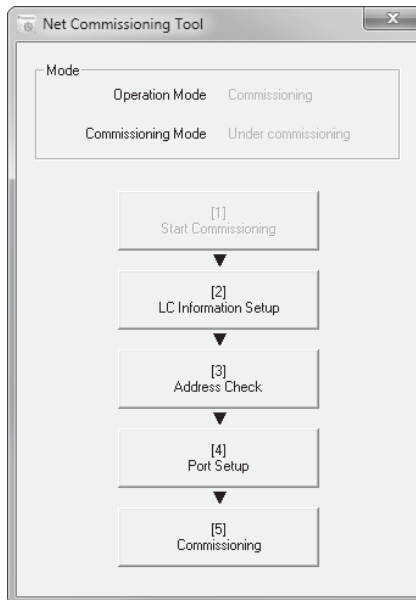 Net Commissioning Tool
Mode
Operation Mode Commissioning
Commissioning Mode Under commissioning
[1]
Start Commissioning
[2]
LC Information Setup
[3]
Address Check
[4]
Port Setup
[5]
Commissioning